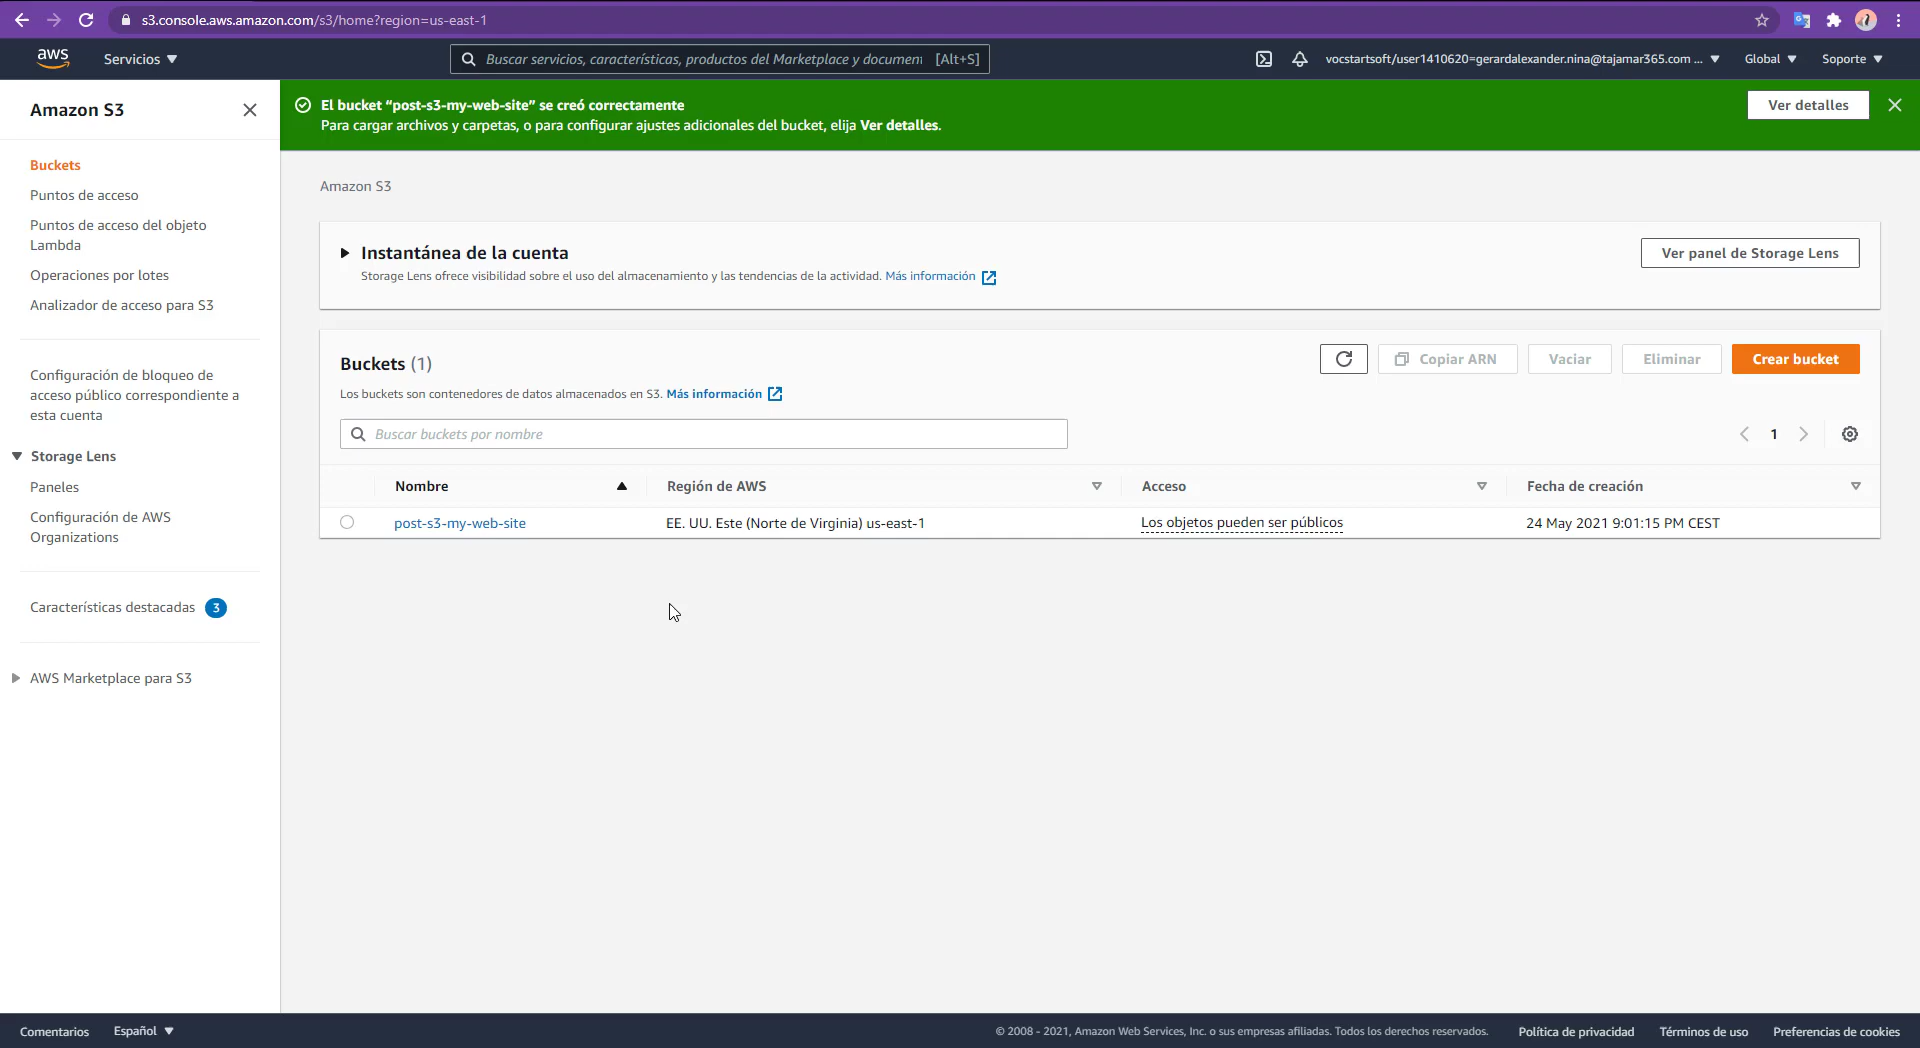 s3.console.aws.amazon.com/s3/home?region=us-east-1
aws
Servicios
Buscar servicios, características, productos del Marketplace y document [Alt+S]
vocstartsoft/user1410620=gerardalexander.nina@tajamar365.com ...
Global
Soporte
Amazon S3
Buckets
Puntos de acceso
Puntos de acceso del objeto
Lambda
Operaciones por lotes
Analizador de acceso para S3
Configuración de bloqueo de
acceso público correspondiente a
esta cuenta
Storage Lens
Paneles
Configuración de AWS
Organizations
Características destacadas 3
AWS Marketplace para S3
El bucket “post-s3-my-web-site” se creó correctamente
Para cargar archivos y carpetas, o para configurar ajustes adicionales del bucket, elija Ver detalles.
Ver detalles
Amazon S3
Instantánea de la cuenta
Storage Lens ofrece visibilidad sobre el uso del almacenamiento y las tendencias de la actividad. Más información
Ver panel de Storage Lens
Buckets (1)
Los buckets son contenedores de datos almacenados en S3. Más información
Copiar ARN
Vaciar
Eliminar
Crear bucket
Buscar buckets por nombre
1
Nombre Región de AWS Acceso Fecha de creación
post-s3-my-web-site EE. UU. Este (Norte de Virginia) us-east-1 Los objetos pueden ser públicos 24 May 2021 9:01:15 PM CEST
Comentarios
Español
© 2008 - 2021, Amazon Web Services, Inc. o sus empresas afiliadas. Todos los derechos reservados.
Política de privacidad
Términos de uso
Preferencias de cookies